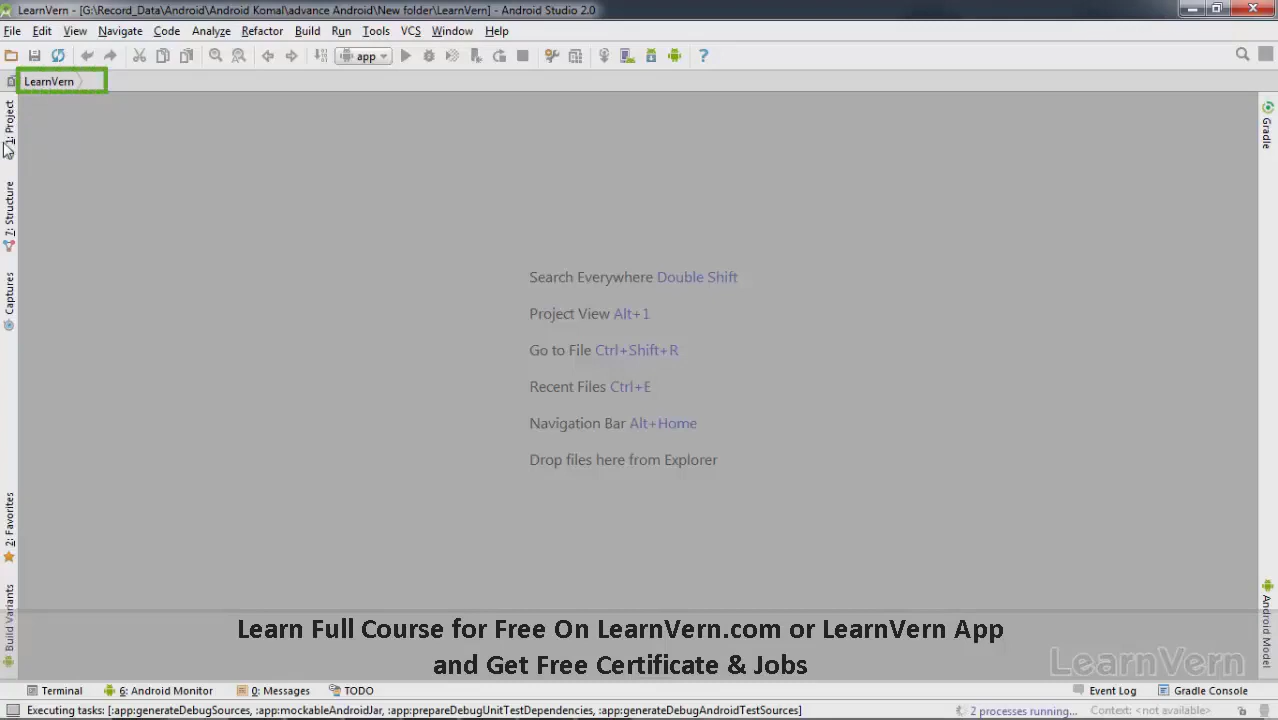 LearnVern - [G:\Record_Data\Android\Android Komal\advance Android\New folder\LearnVern] - Android Studio 2.0
File Edit View Navigate Code Analyze Refactor Build Run Tools VCS Window Help
app
LearnVern
1: Project
7: Structure
Captures
2: Favorites
Build Variants
Gradle
Android Model
Search Everywhere Double Shift
Project View Alt+1
Go to File Ctrl+Shift+R
Recent Files Ctrl+E
Navigation Bar Alt+Home
Drop files here from Explorer
Learn Full Course for Free On LearnVern.com or LearnVern App
and Get Free Certificate & Jobs
LearnVern
Terminal 6: Android Monitor 0: Messages TODO Event Log Gradle Console
Executing tasks: [:app:generateDebugSources, :app:mockableAndroidJar, :app:prepareDebugUnitTestDependencies, :app:generateDebugAndroidTestSources] 2 processes running... Context: <not available>